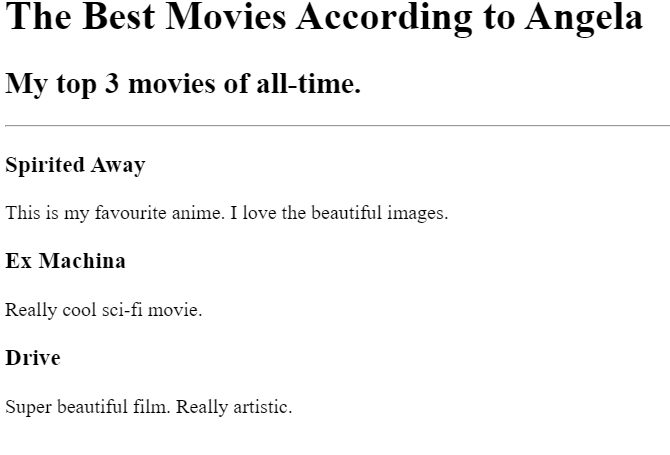 The Best Movies According to Angela
My top 3 movies of all-time.
Spirited Away
This is my favourite anime. I love the beautiful images.
Ex Machina
Really cool sci-fi movie.
Drive
Super beautiful film. Really artistic.